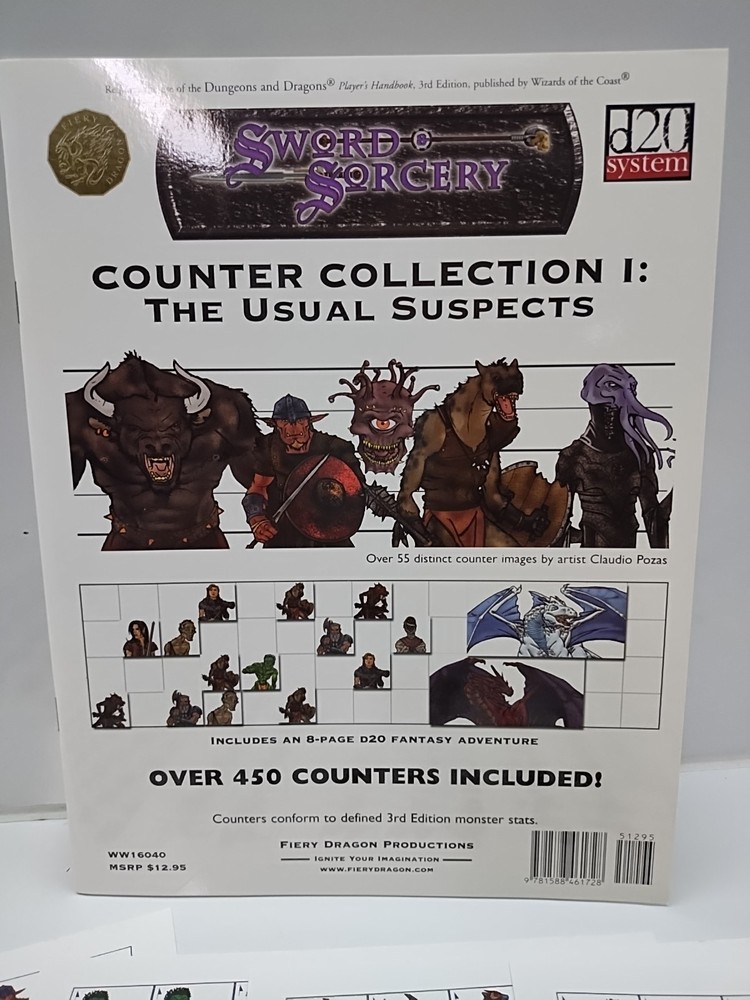 of the Dungeons and Dragons® Player's Handbook, 3rd Edition, published by Wizards of the Coast®
FIERY DRAGON
SWORD
SORCERY
d20
system
COUNTER COLLECTION I:
THE USUAL SUSPECTS
Over 55 distinct counter images by artist Claudio Pozas
INCLUDES AN 8-PAGE D20 FANTASY ADVENTURE
OVER 450 COUNTERS INCLUDED!
Counters conform to defined 3rd Edition monster stats.
WW16040
MSRP $12.95
FIERY DRAGON PRODUCTIONS
IGNITE YOUR IMAGINATION
WWW.FIERYDRAGON.COM
51295
9 781588 461728